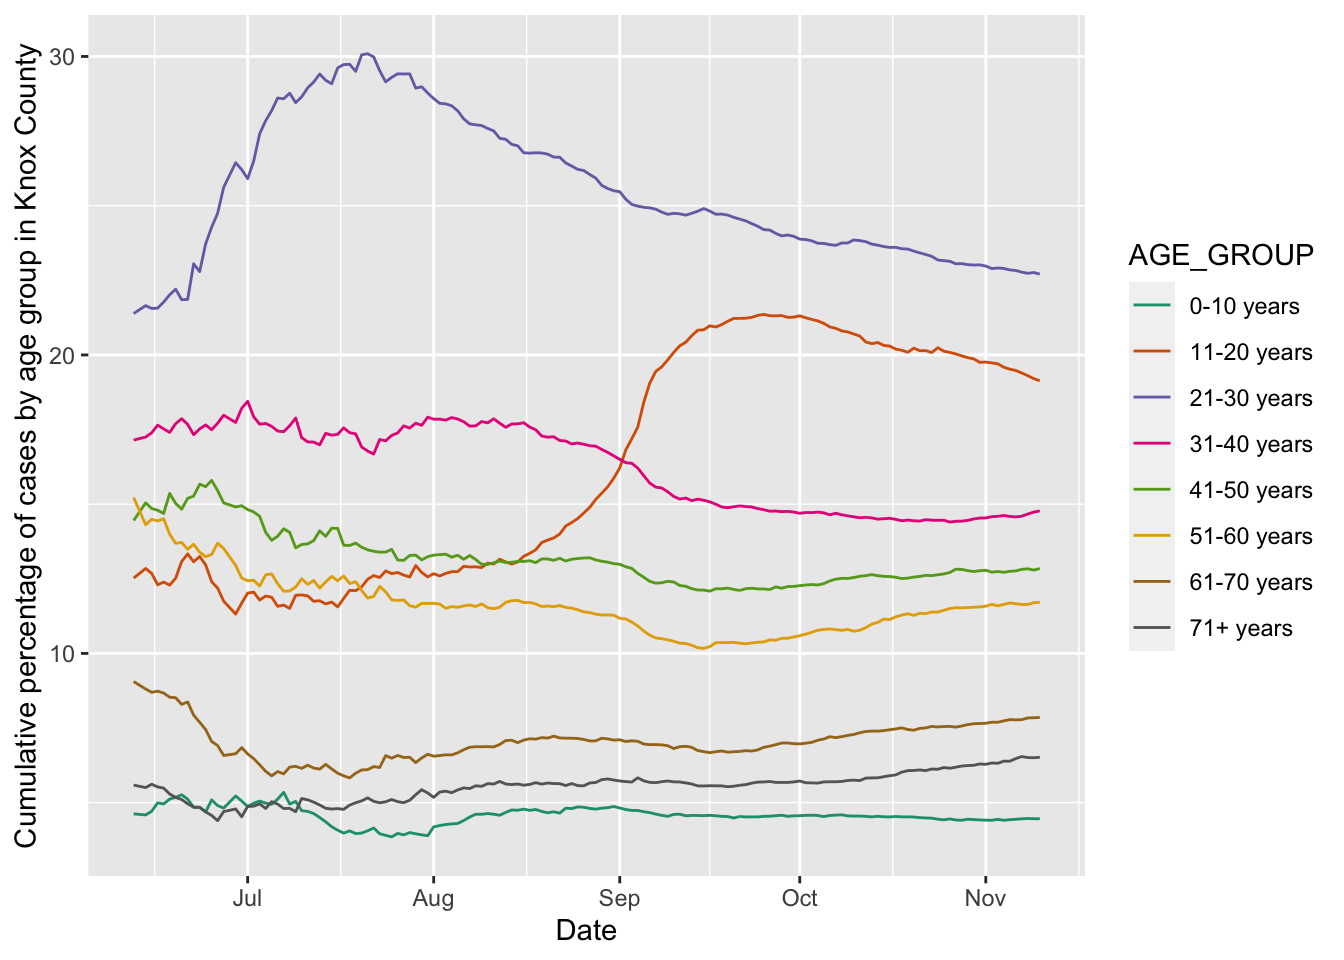 Cumulative percentage of cases by age group in Knox County
30
20
10
Jul Aug Sep Oct Nov
Date
AGE_GROUP
0-10 years
11-20 years
21-30 years
31-40 years
41-50 years
51-60 years
61-70 years
71+ years